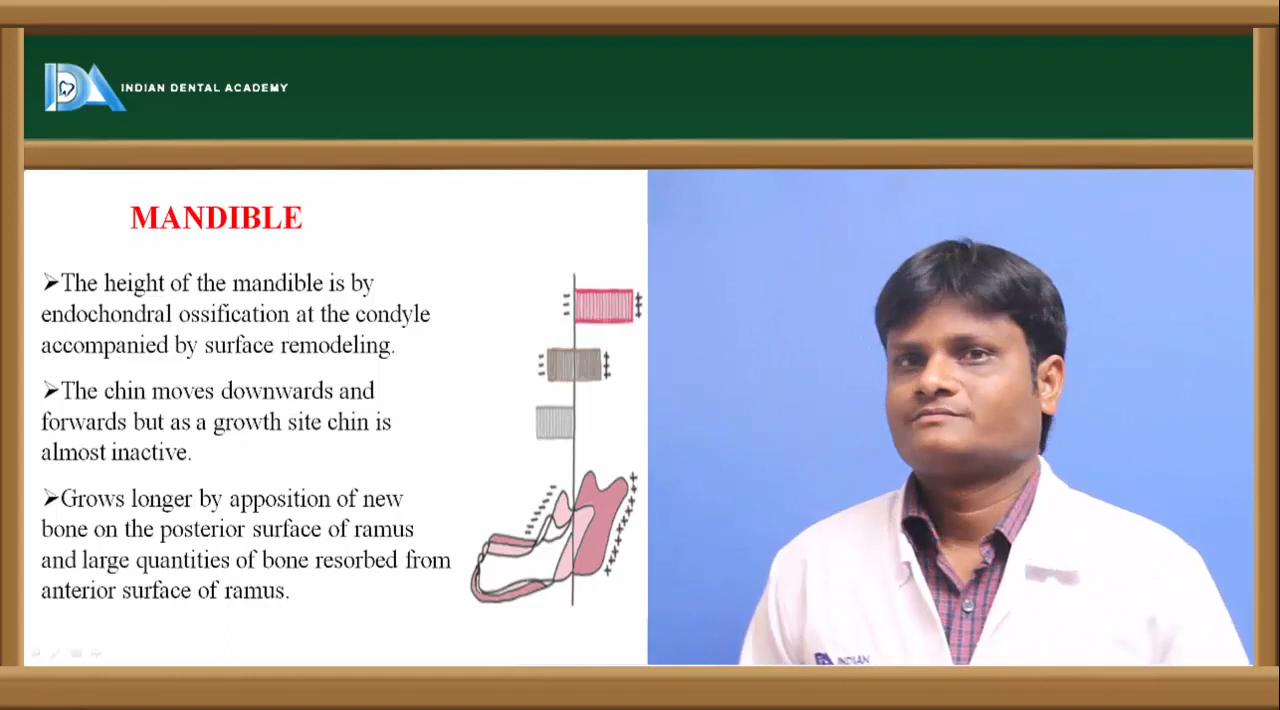 INDIAN DENTAL ACADEMY
MANDIBLE
➢The height of the mandible is by
endochondral ossification at the condyle
accompanied by surface remodeling.
➢The chin moves downwards and
forwards but as a growth site chin is
almost inactive.
➢Grows longer by apposition of new
bone on the posterior surface of ramus
and large quantities of bone resorbed from
anterior surface of ramus.
INDIAN